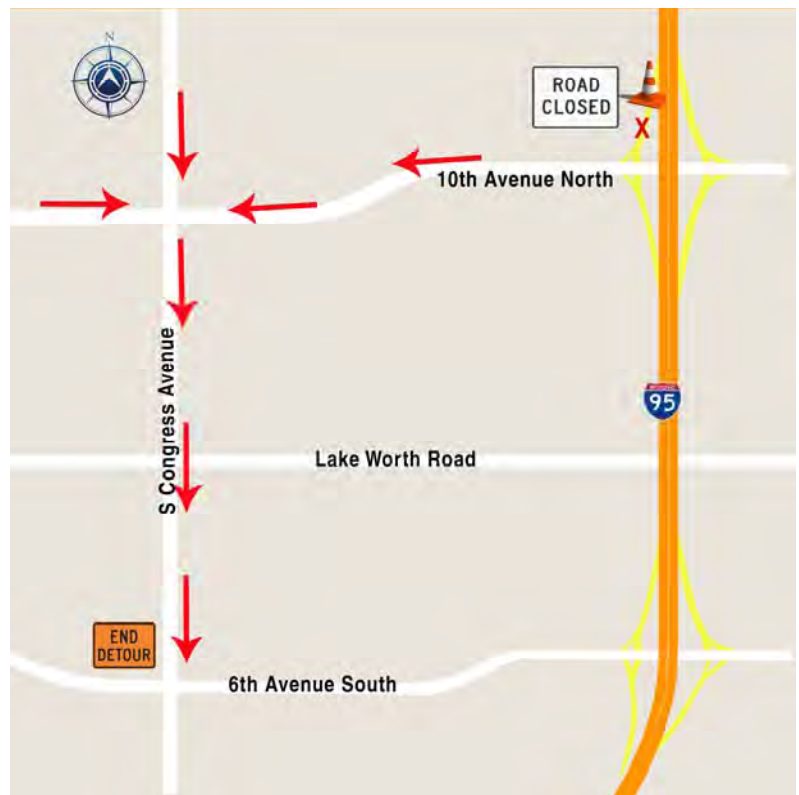 N
ROAD
CLOSED
X
10th Avenue North
S Congress Avenue
95
Lake Worth Road
END
DETOUR
6th Avenue South